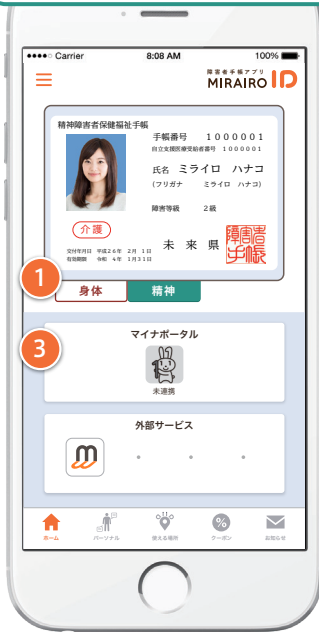 Carrier 8:08 AM 100%
障害者手帳アプリ
MIRAIRO ID
精神障害者保健福祉手帳
手帳番号 1000001
自立支援医療受給者番号 1000001
氏名 ミライロ ハナコ
(フリガナ ミライロ ハナコ)
障害等級 2級
介護
交付年月日 平成26年 2月 1日
有効期限 令和 4年 1月31日
未来県
障害者手帳
1
身体 精神
3
マイナポータル
未連携
外部サービス
m
ホーム パーソナル 使える場所 クーポン お知らせ